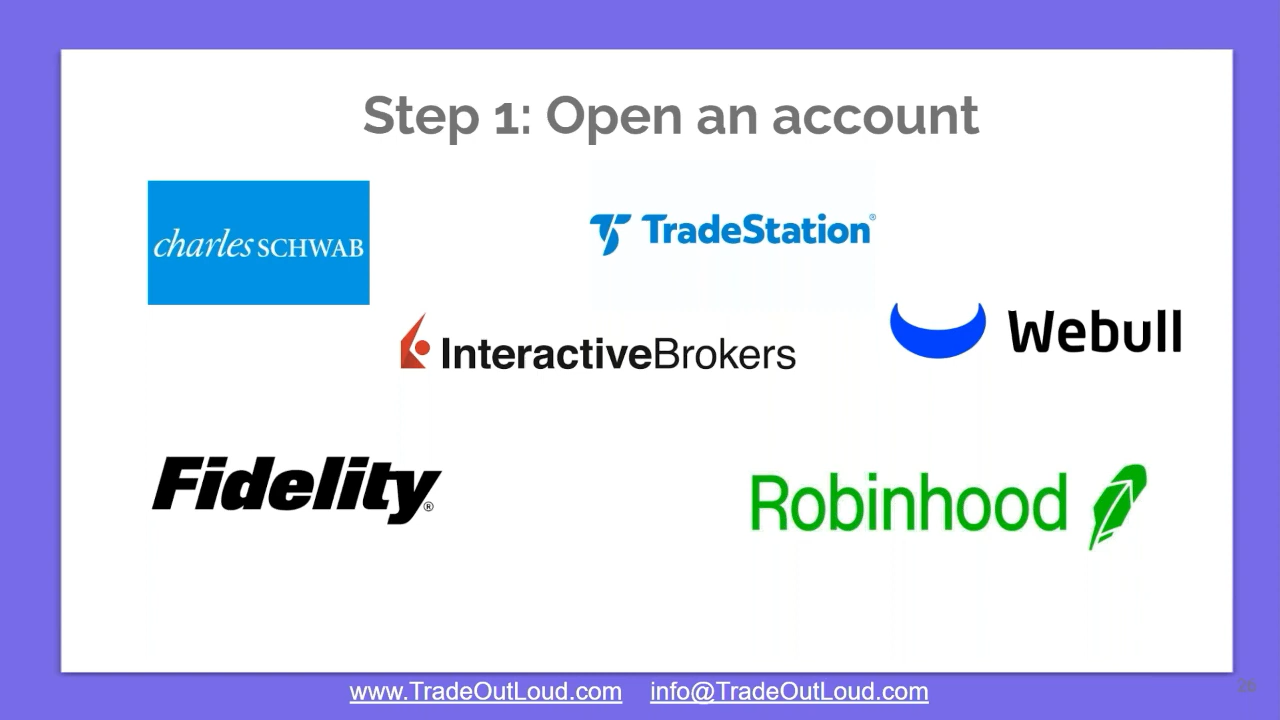 Step 1: Open an account
charles SCHWAB
TradeStation®
InteractiveBrokers
Webull
Fidelity®
Robinhood
www.TradeOutLoud.com info@TradeOutLoud.com